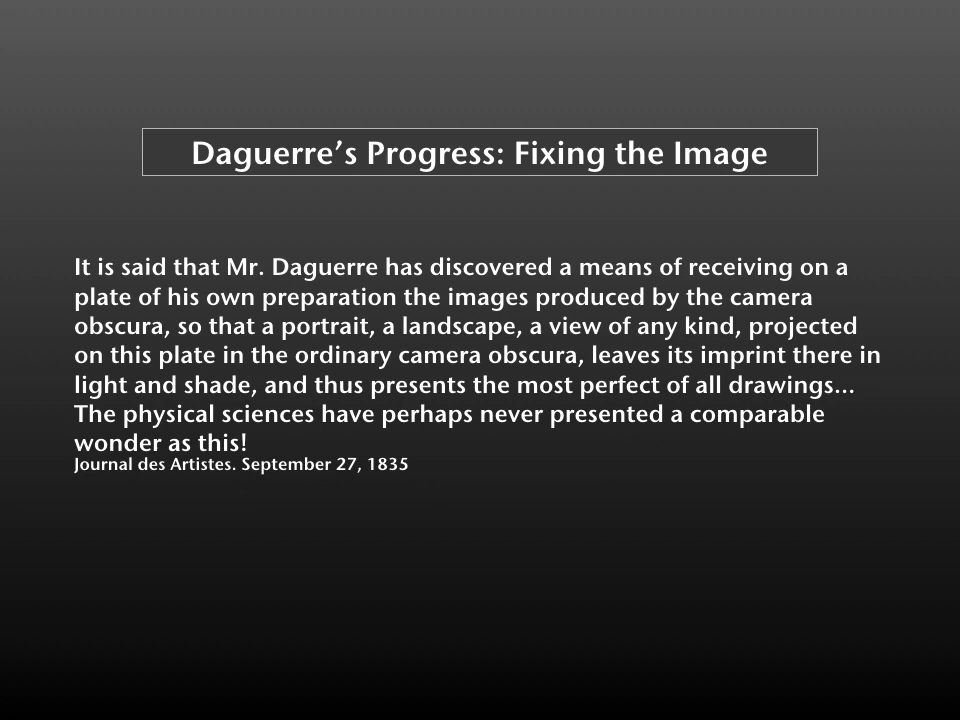 Daguerre’s Progress: Fixing the Image
It is said that Mr. Daguerre has discovered a means of receiving on a
plate of his own preparation the images produced by the camera
obscura, so that a portrait, a landscape, a view of any kind, projected
on this plate in the ordinary camera obscura, leaves its imprint there in
light and shade, and thus presents the most perfect of all drawings...
The physical sciences have perhaps never presented a comparable
wonder as this!
Journal des Artistes. September 27, 1835